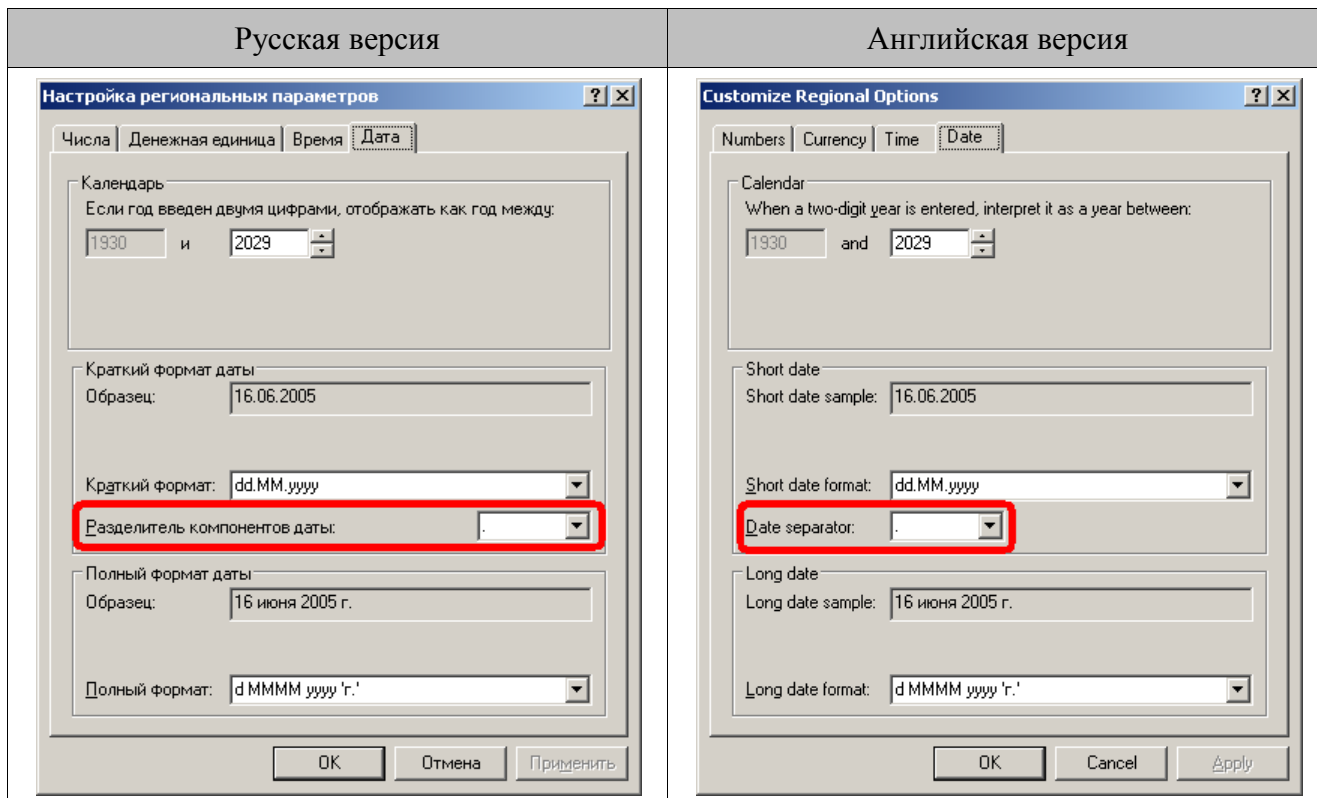 Русская версия
Английская версия
Настройка региональных параметров
Числа Денежная единица Время Дата
Календарь
Если год введен двумя цифрами, отображать как год между:
1930 и 2029
Краткий формат даты
Образец: 16.06.2005
Краткий формат: dd.MM.yyyy
Разделитель компонентов даты: .
Полный формат даты
Образец: 16 июня 2005 г.
Полный формат: d MMMM yyyy 'г.'
OK Отмена Применить
Customize Regional Options
Numbers Currency Time Date
Calendar
When a two-digit year is entered, interpret it as a year between:
1930 and 2029
Short date
Short date sample: 16.06.2005
Short date format: dd.MM.yyyy
Date separator: .
Long date
Long date sample: 16 июня 2005 г.
Long date format: d MMMM yyyy 'г.'
OK Cancel Apply